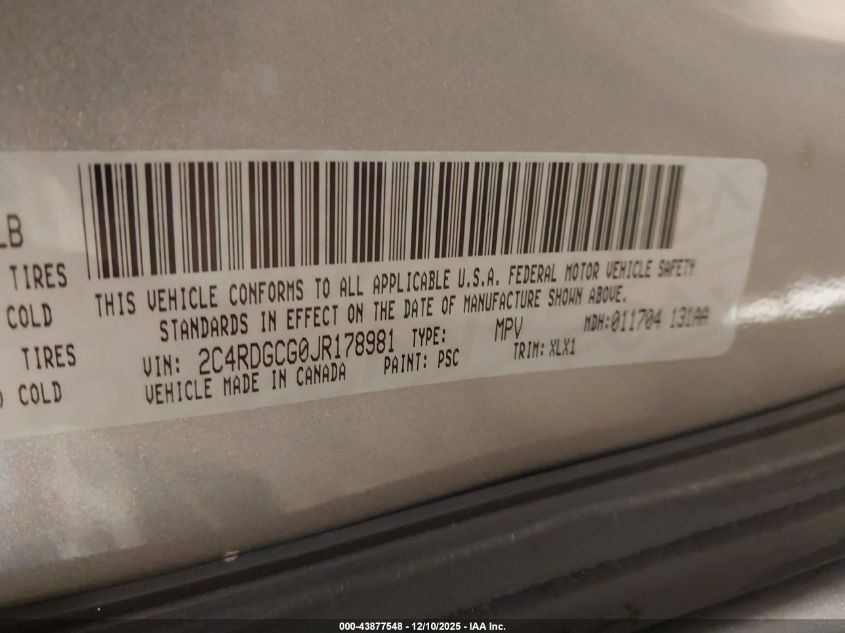 LB
TIRES
COLD
TIRES
COLD
THIS VEHICLE CONFORMS TO ALL APPLICABLE U.S.A. FEDERAL MOTOR VEHICLE SAFETY
STANDARDS IN EFFECT ON THE DATE OF MANUFACTURE SHOWN ABOVE.
VIN: 2C4RDGCG0JR178981 TYPE: MPV MDH:011704 131AA
VEHICLE MADE IN CANADA PAINT: PSC TRIM: XLX1
000-43877548 - 12/10/2025 - IAA Inc.